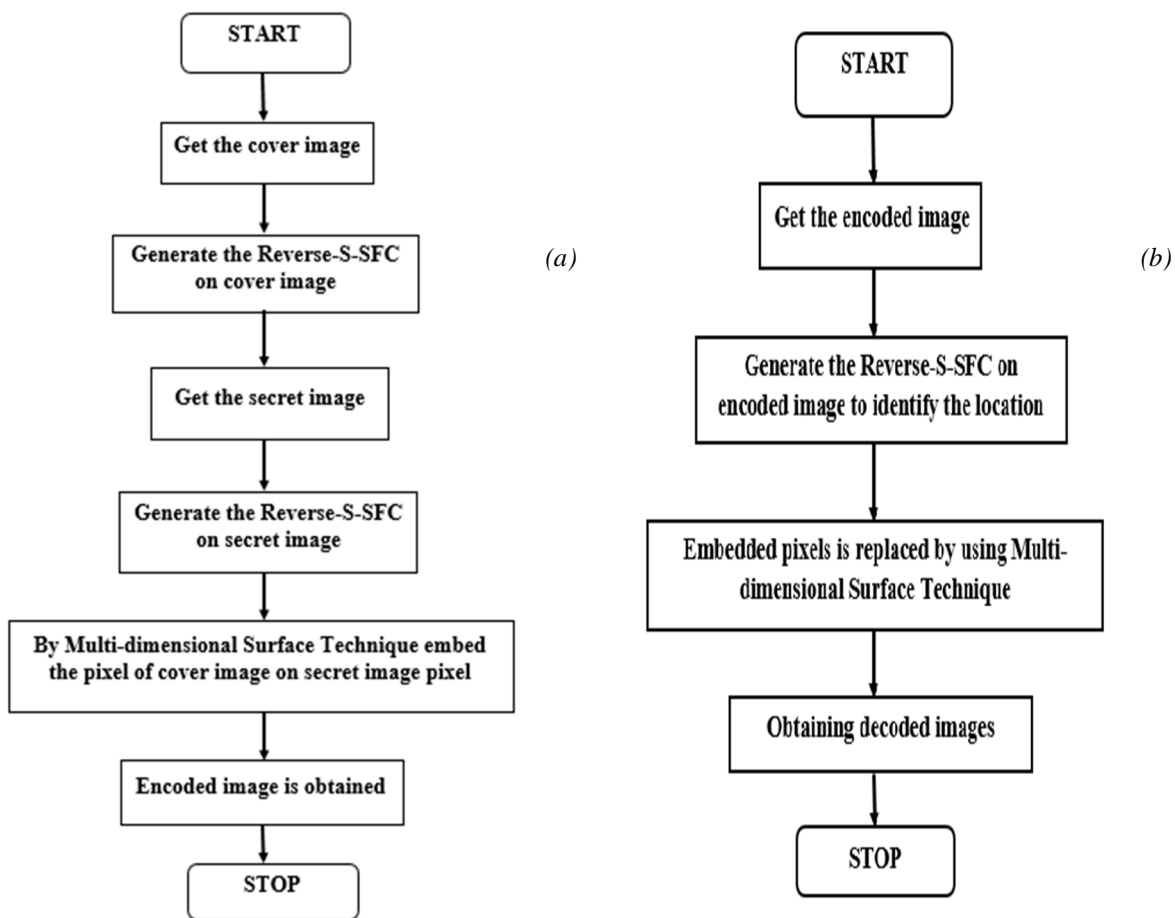 START
Get the cover image
Generate the Reverse-S-SFC
on cover image
Get the secret image
Generate the Reverse-S-SFC
on secret image
By Multi-dimensional Surface Technique embed
the pixel of cover image on secret image pixel
Encoded image is obtained
STOP
(a)
START
Get the encoded image
Generate the Reverse-S-SFC on
encoded image to identify the location
Embedded pixels is replaced by using Multi-
dimensional Surface Technique
Obtaining decoded images
STOP
(b)